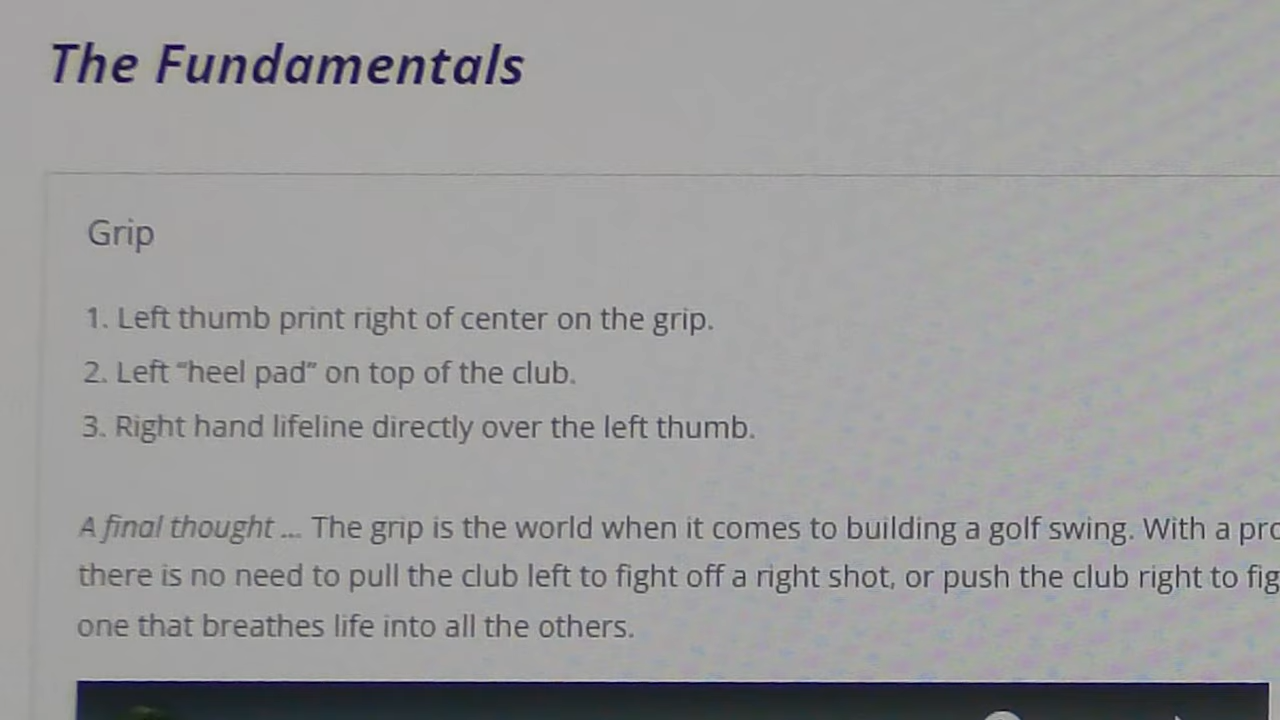 The Fundamentals
Grip
1. Left thumb print right of center on the grip.
2. Left “heel pad” on top of the club.
3. Right hand lifeline directly over the left thumb.
A final thought ... The grip is the world when it comes to building a golf swing. With a
there is no need to pull the club left to fight off a right shot, or push the club right to
one that breathes life into all the others.